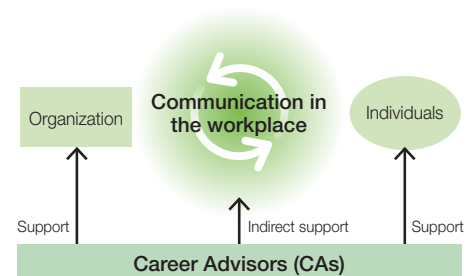 Communication in
the workplace
Organization
Individuals
Support
Indirect support
Support
Career Advisors (CAs)